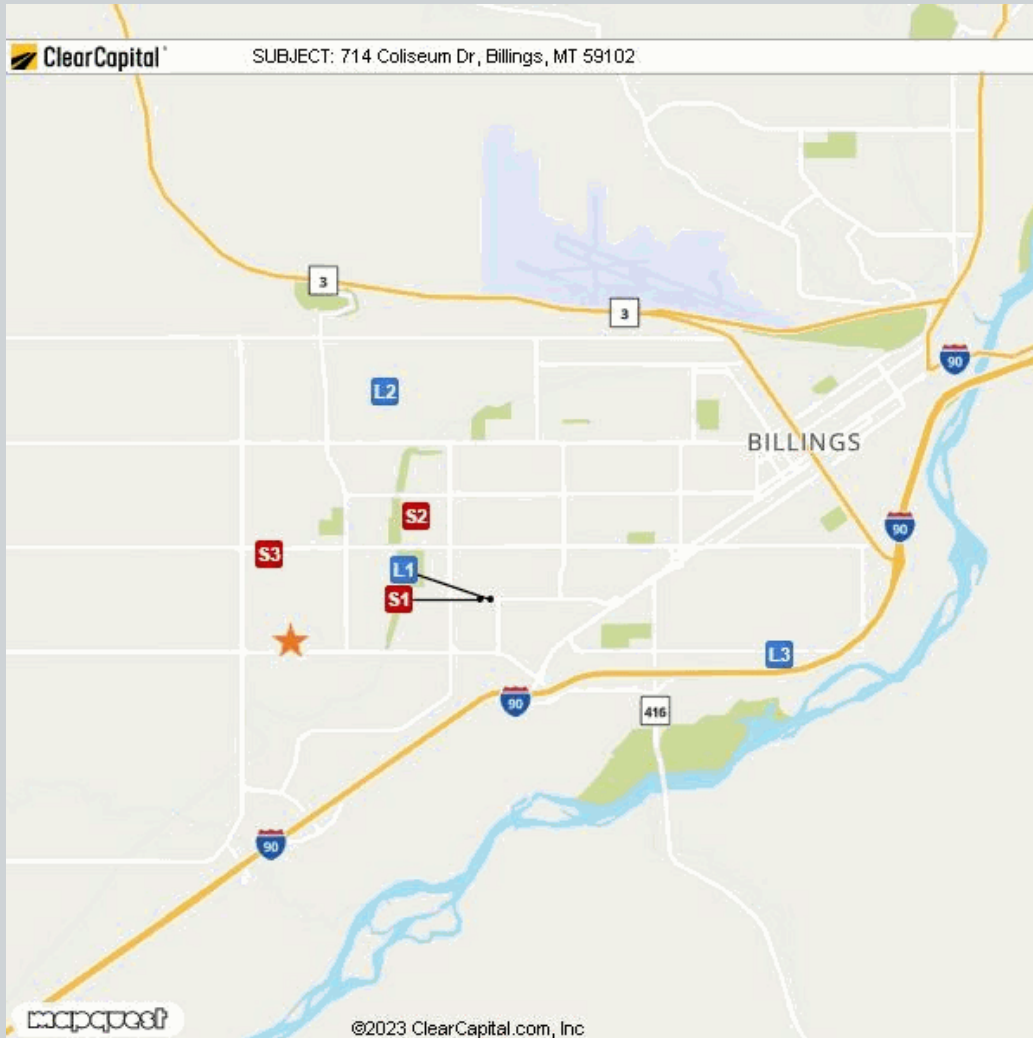 ClearCapital
SUBJECT: 714 Coliseum Dr, Billings, MT 59102
3
3
90
L2
BILLINGS
S2
90
S3
L1
S1
L3
90
416
90
mapquest
©2023 ClearCapital.com, Inc